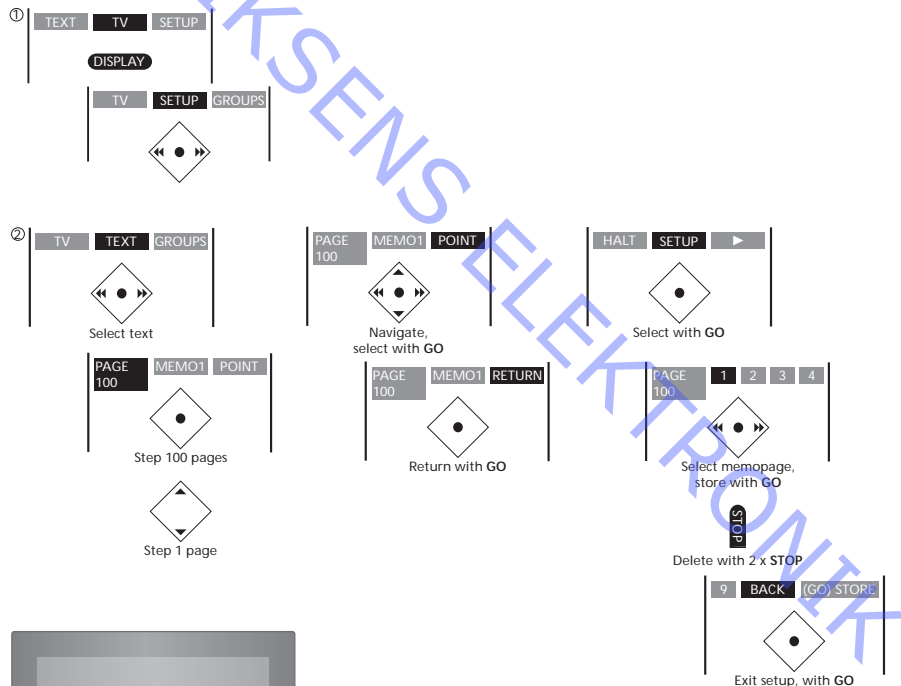 ① TEXT TV SETUP
DISPLAY
TV SETUP GROUPS
② TV TEXT GROUPS
Select text
PAGE 100 MEMO1 POINT
Step 100 pages
Step 1 page
PAGE 100 MEMO1 POINT
Navigate,
select with GO
PAGE 100 MEMO1 RETURN
Return with GO
HALT SETUP ►
Select with GO
PAGE 100 1 2 3 4
Select memopage,
store with GO
STOP
Delete with 2 x STOP
9 BACK (GO) STORE
Exit setup, with GO
KSENS ELEKTRONIK